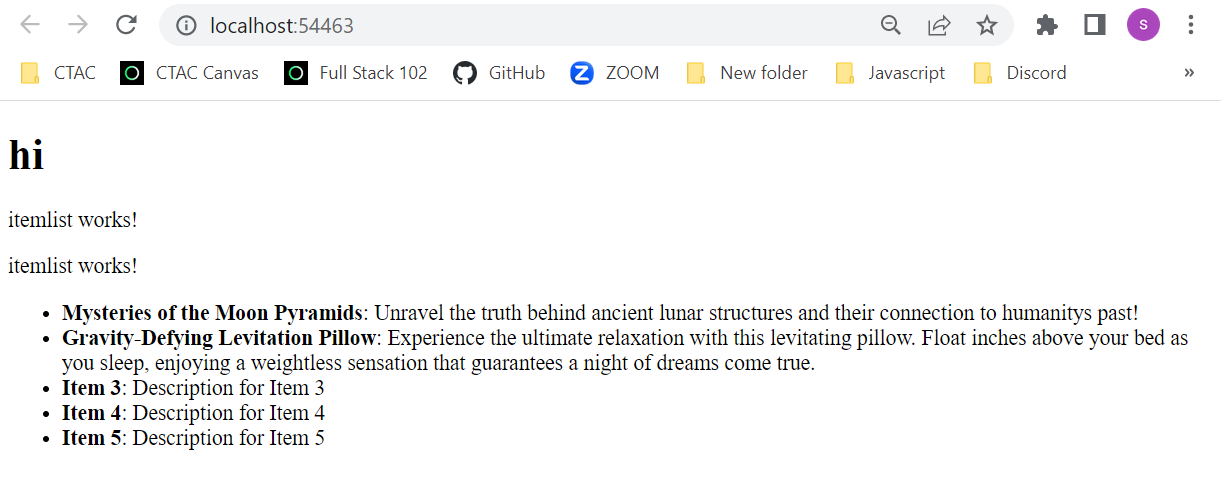 localhost:54463
s
CTAC
CTAC Canvas
Full Stack 102
GitHub
ZOOM
New folder
Javascript
Discord
»
hi
itemlist works!
itemlist works!
• Mysteries of the Moon Pyramids: Unravel the truth behind ancient lunar structures and their connection to humanitys past!
• Gravity-Defying Levitation Pillow: Experience the ultimate relaxation with this levitating pillow. Float inches above your bed as
you sleep, enjoying a weightless sensation that guarantees a night of dreams come true.
• Item 3: Description for Item 3
• Item 4: Description for Item 4
• Item 5: Description for Item 5